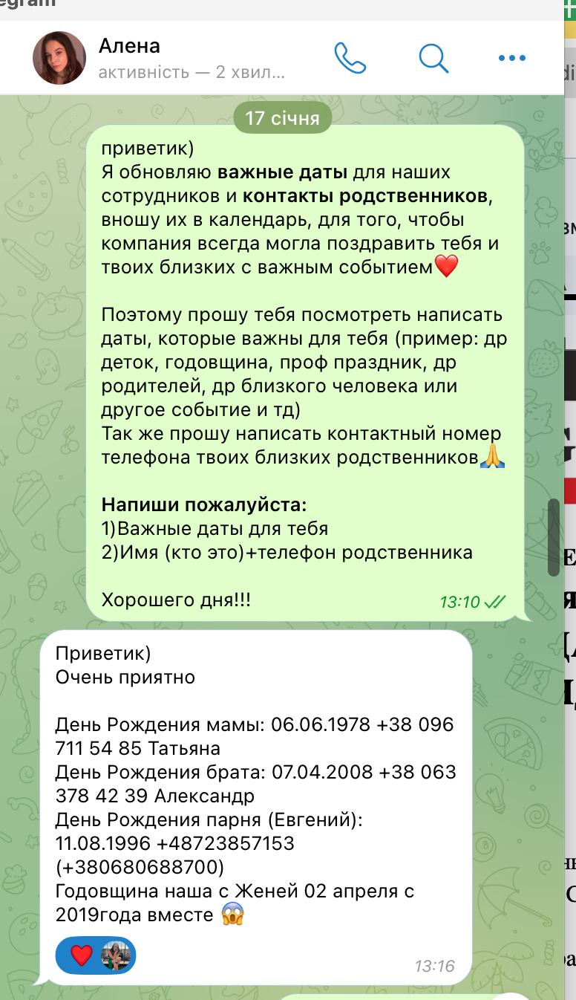 egram
Алена
активність — 2 хвил...
17 січня
приветик)
Я обновляю важные даты для наших
сотрудников и контакты родственников,
вношу их в календарь, для того, чтобы
компания всегда могла поздравить тебя и
твоих близких с важным событием❤️
Поэтому прошу тебя посмотреть написать
даты, которые важны для тебя (пример: др
деток, годовщина, проф праздник, др
родителей, др близкого человека или
другое событие и тд)
Так же прошу написать контактный номер
телефона твоих близких родственников🙏
Напиши пожалуйста:
1)Важные даты для тебя
2)Имя (кто это)+телефон родственника
Хорошего дня!!!
13:10
Приветик)
Очень приятно
День Рождения мамы: 06.06.1978 +38 096
711 54 85 Татьяна
День Рождения брата: 07.04.2008 +38 063
378 42 39 Александр
День Рождения парня (Евгений):
11.08.1996 +48723857153
(+380680688700)
Годовщина наша с Женей 02 апреля с
2019года вместе 😱
13:16